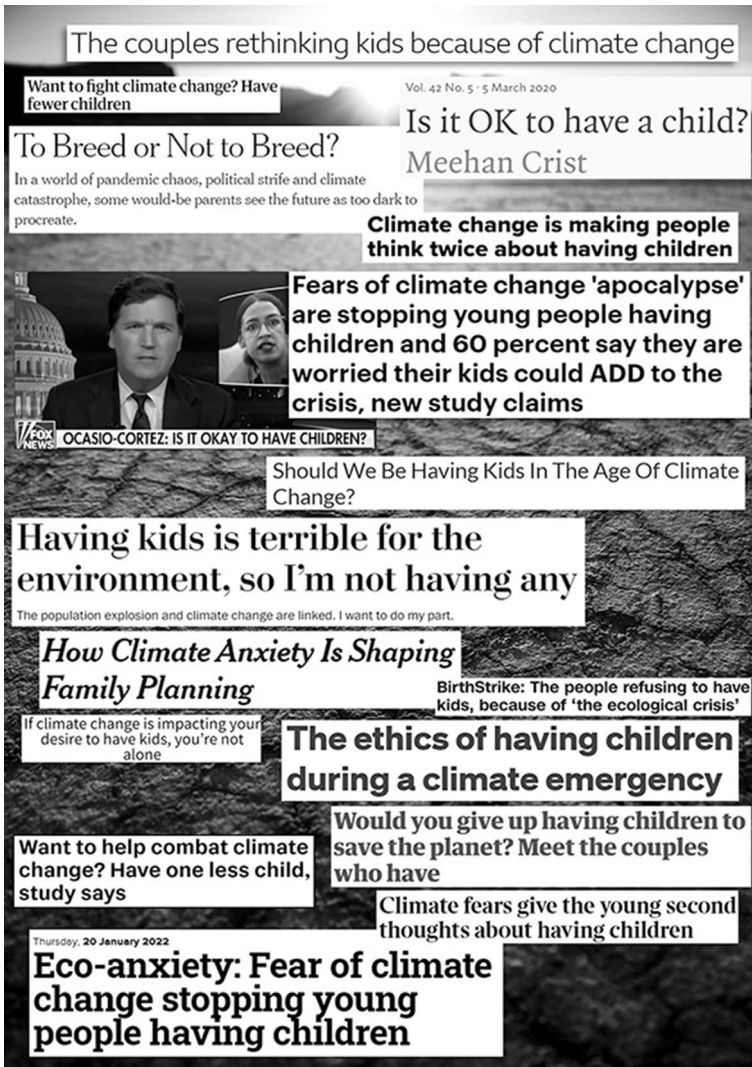 The couples rethinking kids because of climate change
Want to fight climate change? Have
fewer children
Vol. 42 No. 5 · 5 March 2020
Is it OK to have a child?
Meehan Crist
To Breed or Not to Breed?
In a world of pandemic chaos, political strife and climate
catastrophe, some would-be parents see the future as too dark to
procreate.
Climate change is making people
think twice about having children
Fears of climate change 'apocalypse'
are stopping young people having
children and 60 percent say they are
worried their kids could ADD to the
crisis, new study claims
FOX
NEWS
OCASIO-CORTEZ: IS IT OKAY TO HAVE CHILDREN?
Should We Be Having Kids In The Age Of Climate
Change?
Having kids is terrible for the
environment, so I'm not having any
The population explosion and climate change are linked. I want to do my part.
How Climate Anxiety Is Shaping
Family Planning
BirthStrike: The people refusing to have
kids, because of 'the ecological crisis'
If climate change is impacting your
desire to have kids, you're not
alone
The ethics of having children
during a climate emergency
Would you give up having children to
save the planet? Meet the couples
who have
Want to help combat climate
change? Have one less child,
study says
Climate fears give the young second
thoughts about having children
Thursday, 20 January 2022
Eco-anxiety: Fear of climate
change stopping young
people having children